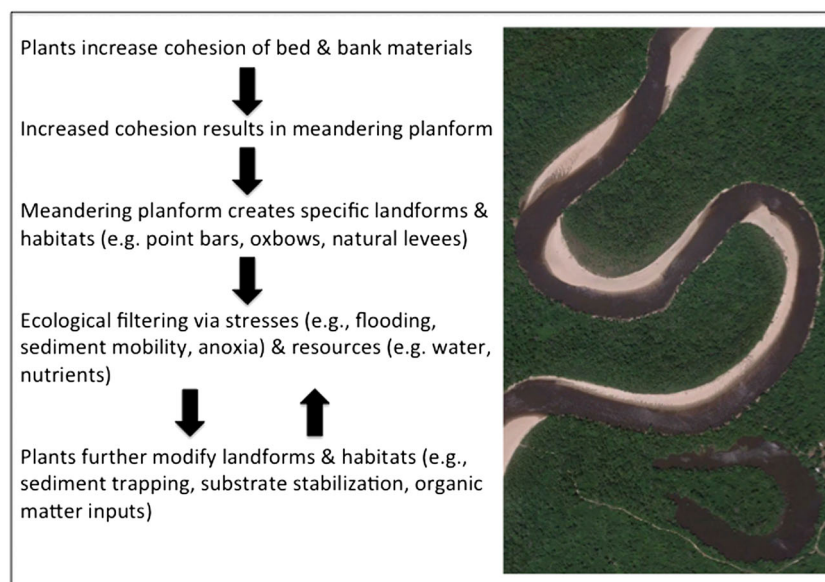 Plants increase cohesion of bed & bank materials
Increased cohesion results in meandering planform
Meandering planform creates specific landforms &
habitats (e.g. point bars, oxbows, natural levees)
Ecological filtering via stresses (e.g., flooding,
sediment mobility, anoxia) & resources (e.g. water,
nutrients)
Plants further modify landforms & habitats (e.g.,
sediment trapping, substrate stabilization, organic
matter inputs)